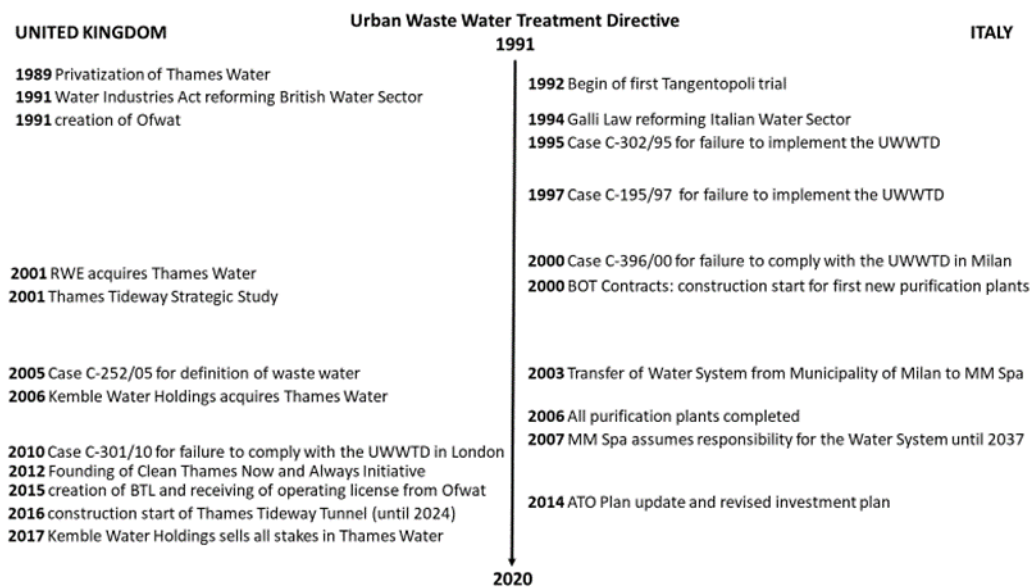 Urban Waste Water Treatment Directive
1991
UNITED KINGDOM
1989 Privatization of Thames Water
1991 Water Industries Act reforming British Water Sector
1991 creation of Ofwat
2001 RWE acquires Thames Water
2001 Thames Tideway Strategic Study
2005 Case C-252/05 for definition of waste water
2006 Kemble Water Holdings acquires Thames Water
2010 Case C-301/10 for failure to comply with the UWWTD in London
2012 Founding of Clean Thames Now and Always Initiative
2015 creation of BTL and receiving of operating license from Ofwat
2016 construction start of Thames Tideway Tunnel (until 2024)
2017 Kemble Water Holdings sells all stakes in Thames Water
ITALY
1992 Begin of first Tangentopoli trial
1994 Galli Law reforming Italian Water Sector
1995 Case C-302/95 for failure to implement the UWWTD
1997 Case C-195/97 for failure to implement the UWWTD
2000 Case C-396/00 for failure to comply with the UWWTD in Milan
2000 BOT Contracts: construction start for first new purification plants
2003 Transfer of Water System from Municipality of Milan to MM Spa
2006 All purification plants completed
2007 MM Spa assumes responsibility for the Water System until 2037
2014 ATO Plan update and revised investment plan
2020